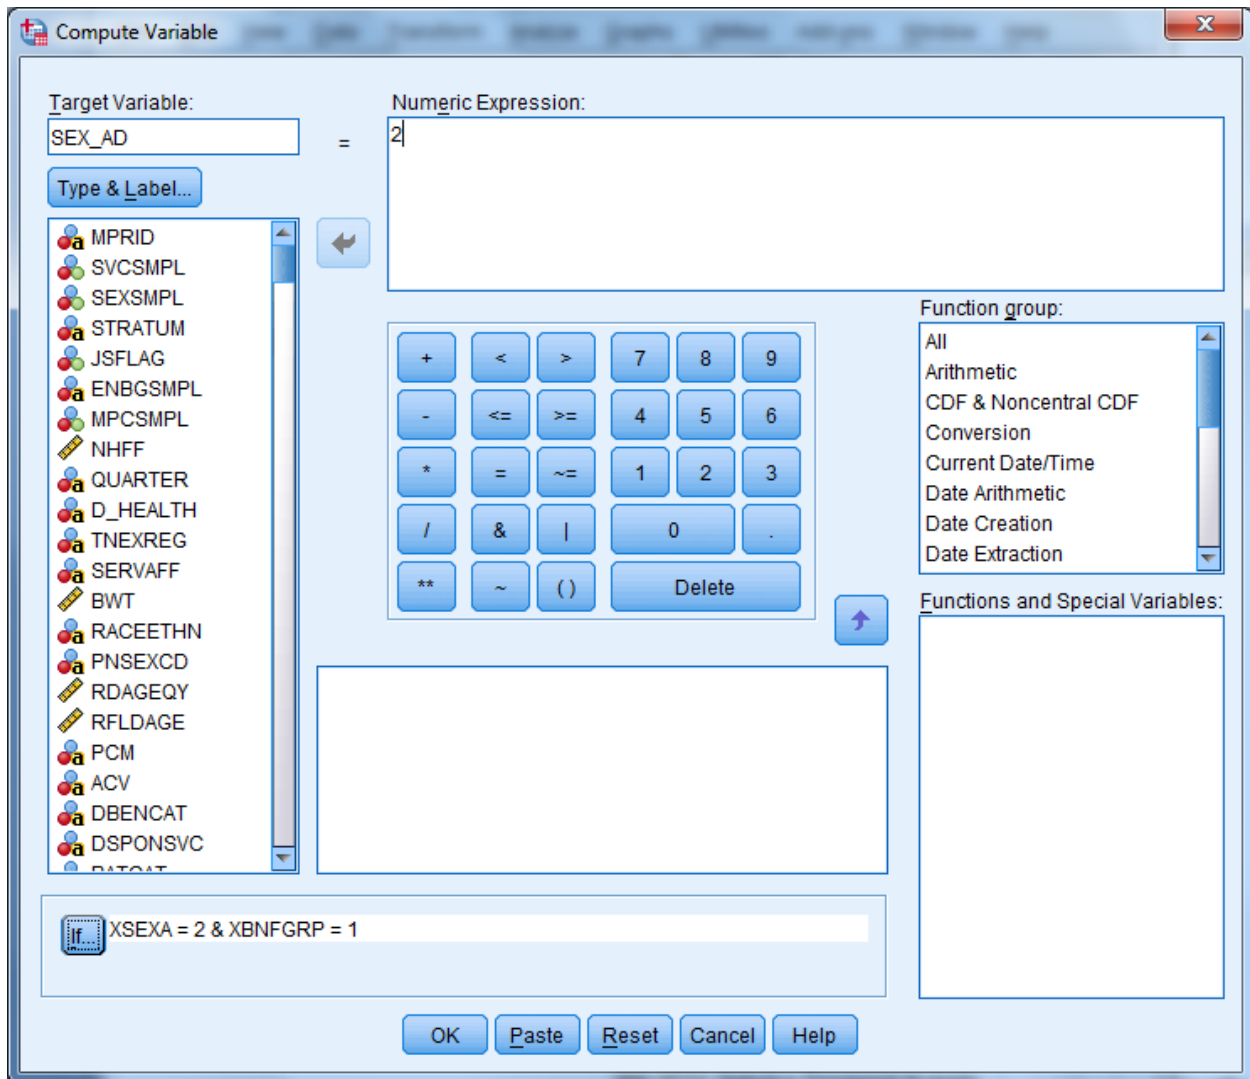 Compute Variable
Target Variable:
SEX_AD
=
Numeric Expression:
2
Type & Label...
MPRID
SVCSMPL
SEXSMPL
STRATUM
JSFLAG
ENBGSMPL
MPCSMPL
NHFF
QUARTER
D_HEALTH
TNEXREG
SERVAFF
BWT
RACEETHN
PNSEXCD
RDAGEQY
RFLDAGE
PCM
ACV
DBENCAT
DSPONSVC
+ < > 7 8 9
- <= >= 4 5 6
* = ~= 1 2 3
/ & | 0 .
** ~ ( ) Delete
Function group:
All
Arithmetic
CDF & Noncentral CDF
Conversion
Current Date/Time
Date Arithmetic
Date Creation
Date Extraction
Functions and Special Variables:
If... XSEXA = 2 & XBNFGRP = 1
OK Paste Reset Cancel Help